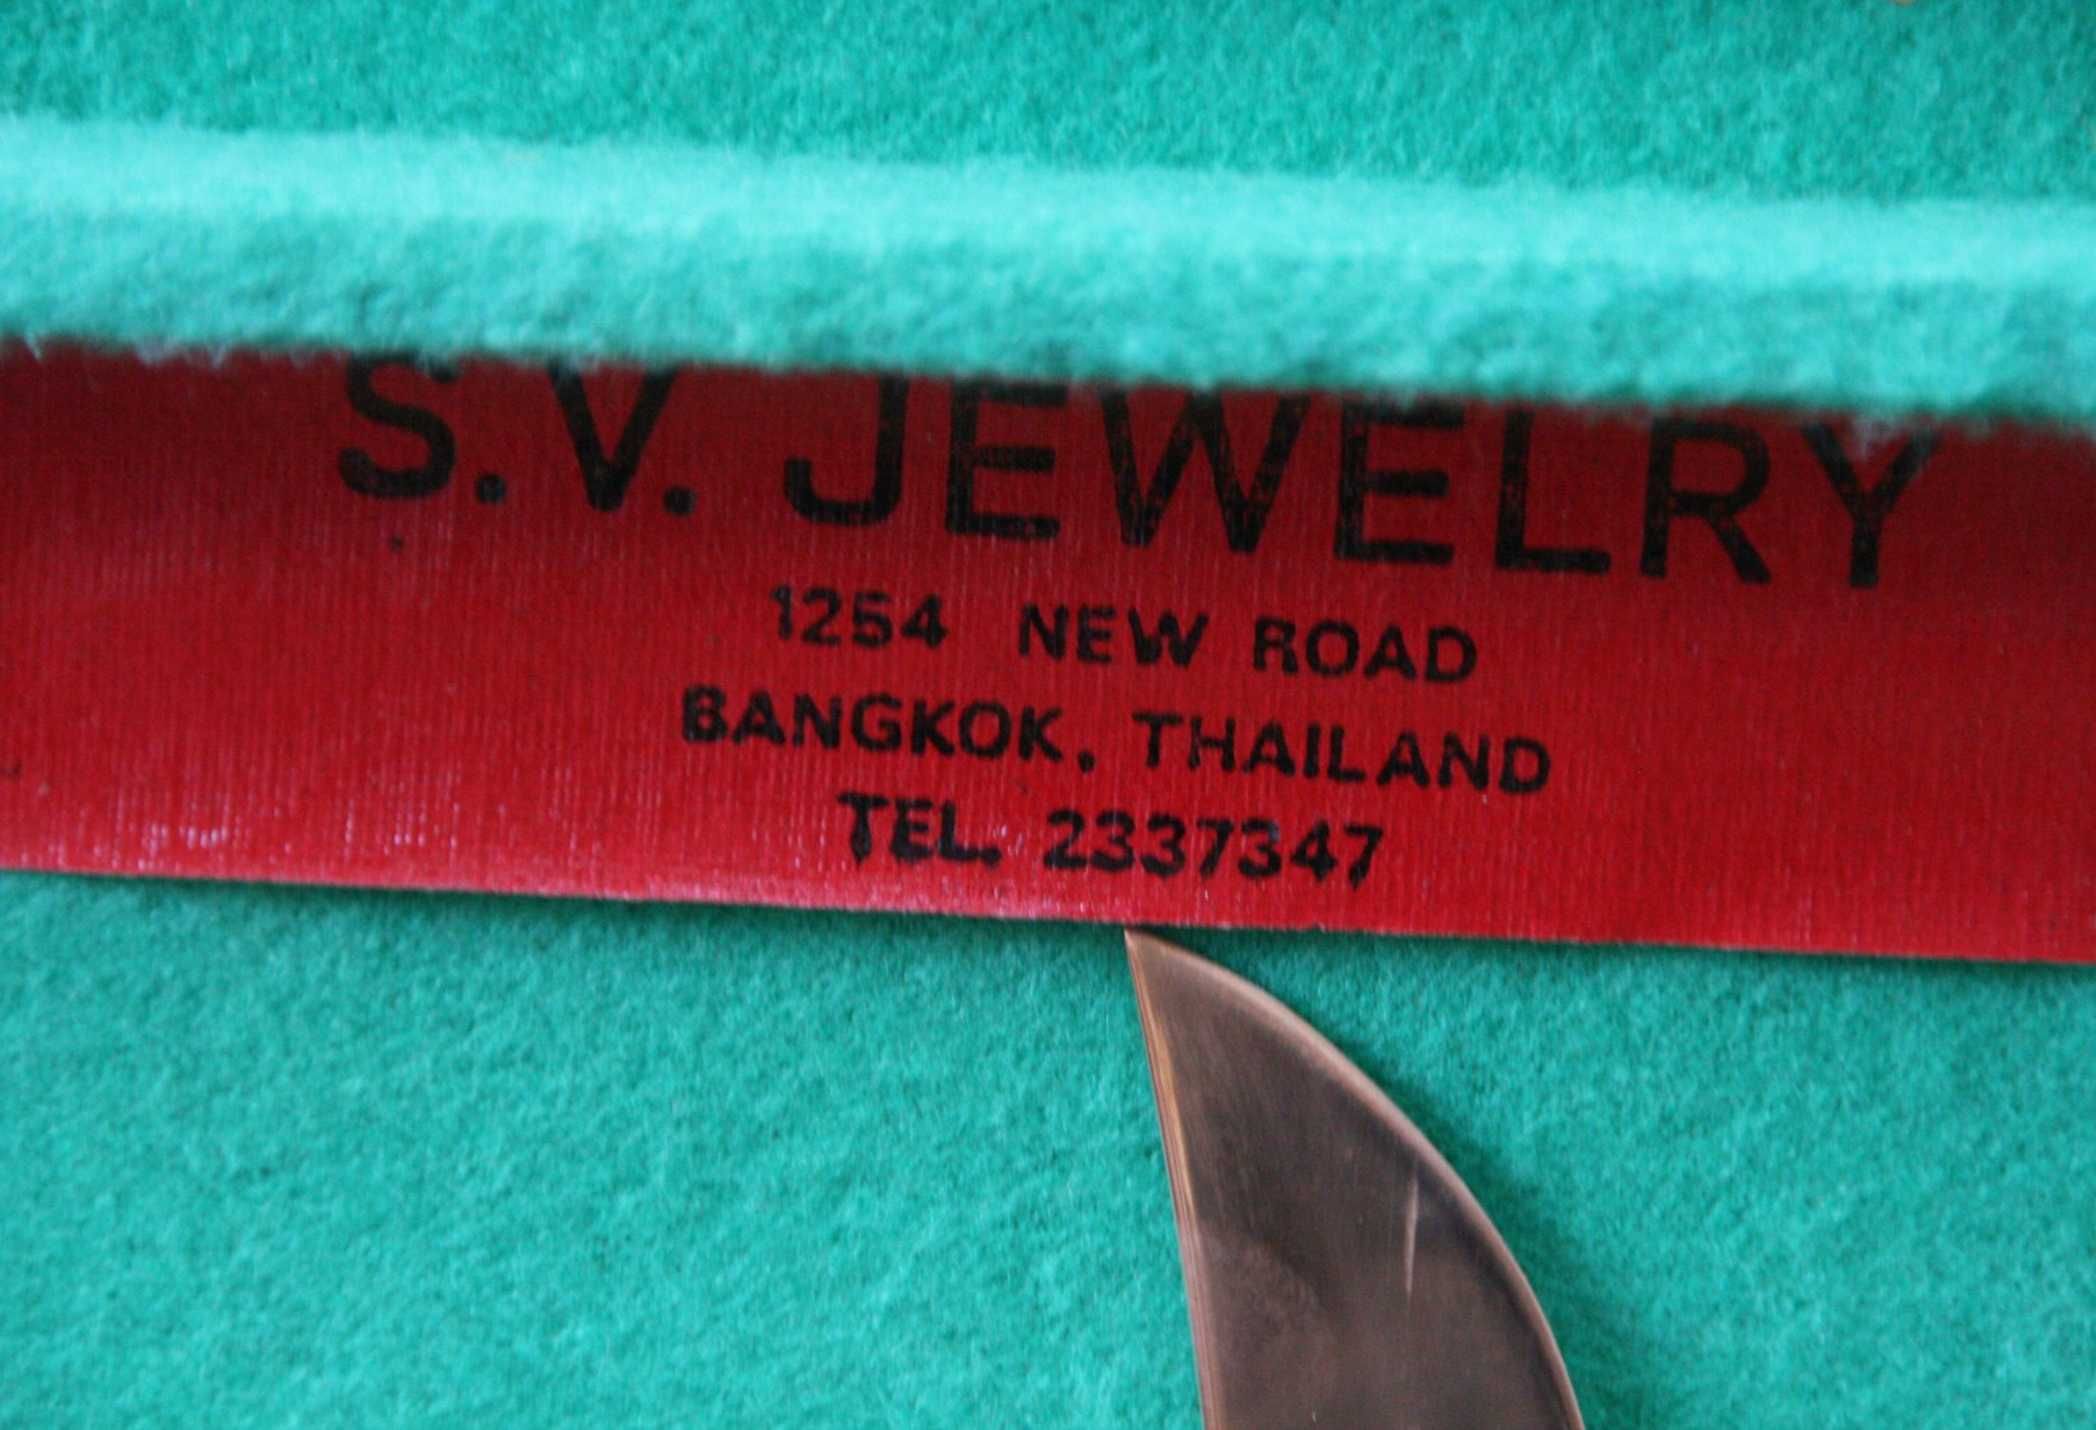 S.V. JEWELRY
1254 NEW ROAD
BANGKOK, THAILAND
TEL. 2337347